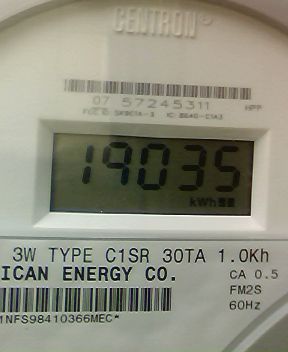 CENTRON®
07 57245311 HPP
19035
kWh
3W TYPE C1SR 30TA 1.0Kh
ICAN ENERGY CO. CA 0.5
FM2S
60Hz
1NFS98410366MEC*